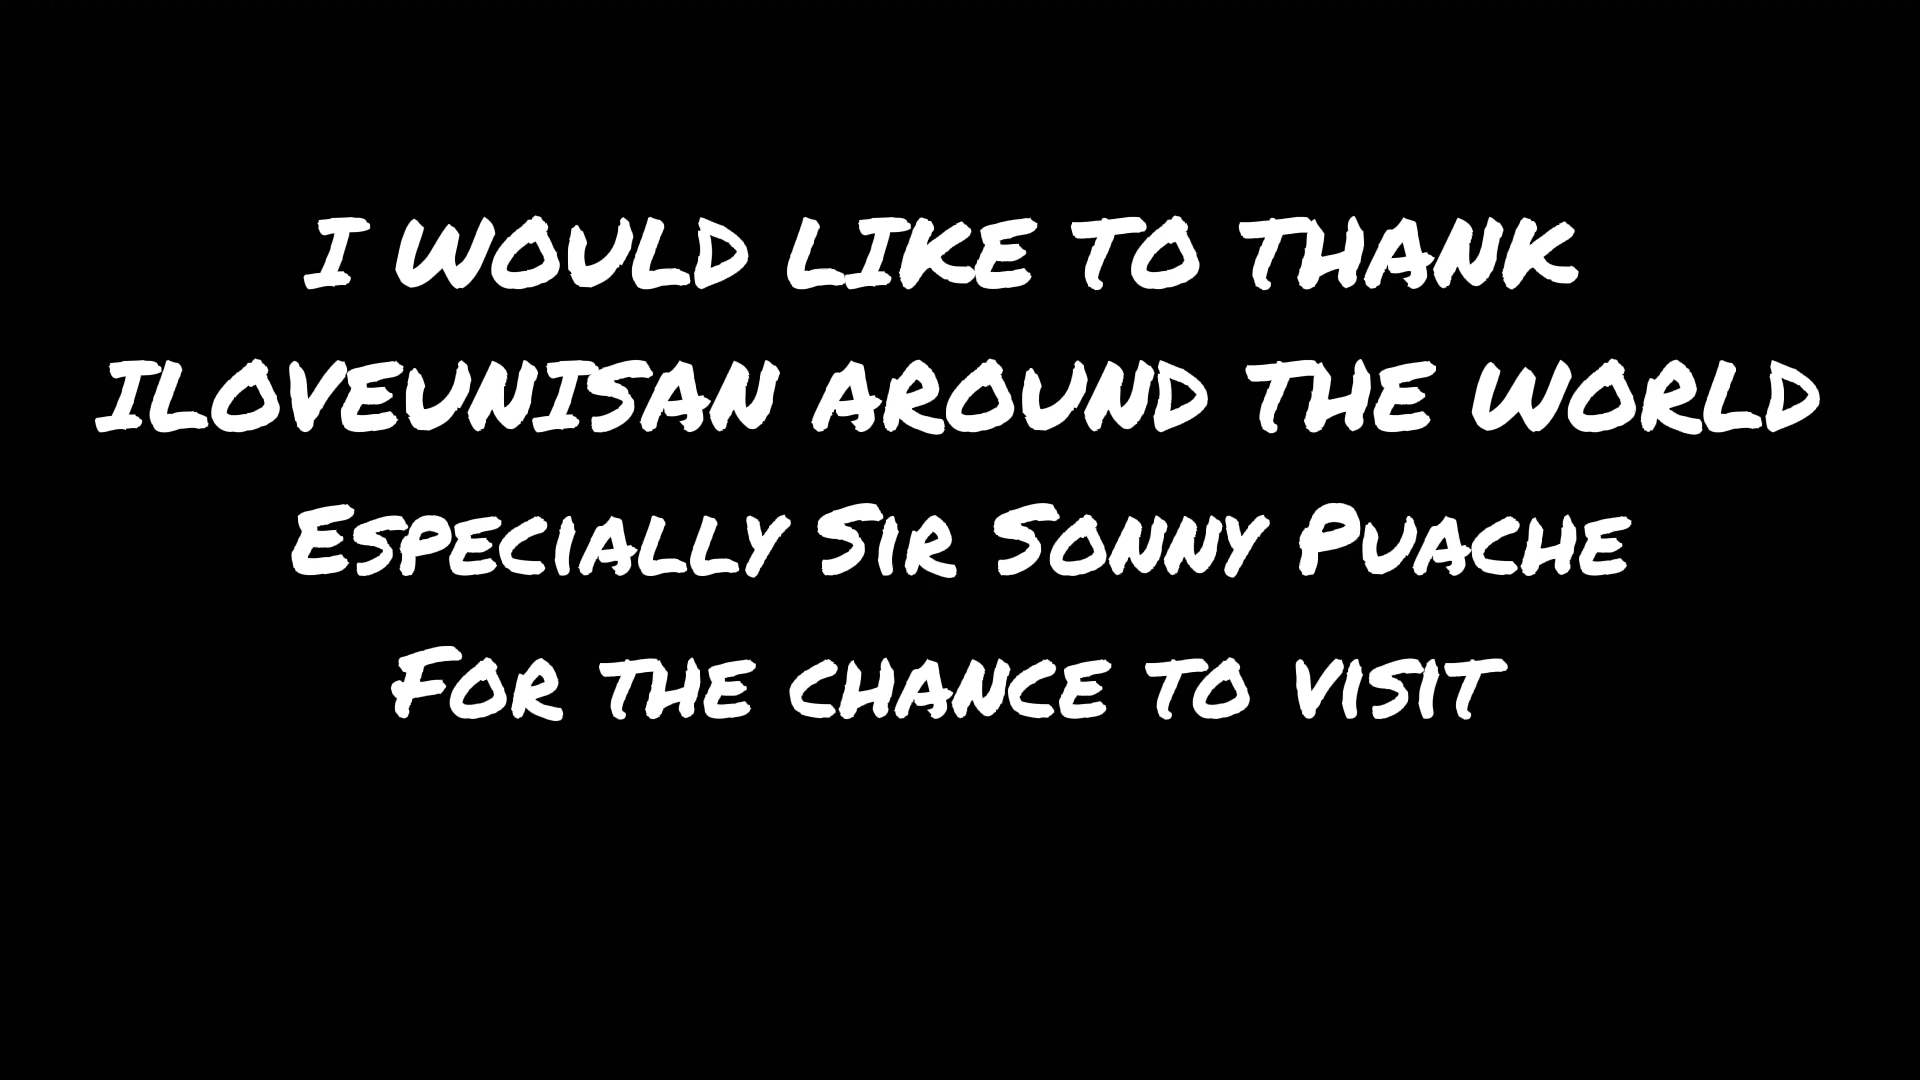 I WOULD LIKE TO THANK
ILOVEUNISAN AROUND THE WORLD
Especially Sir Sonny Puache
For the chance to visit